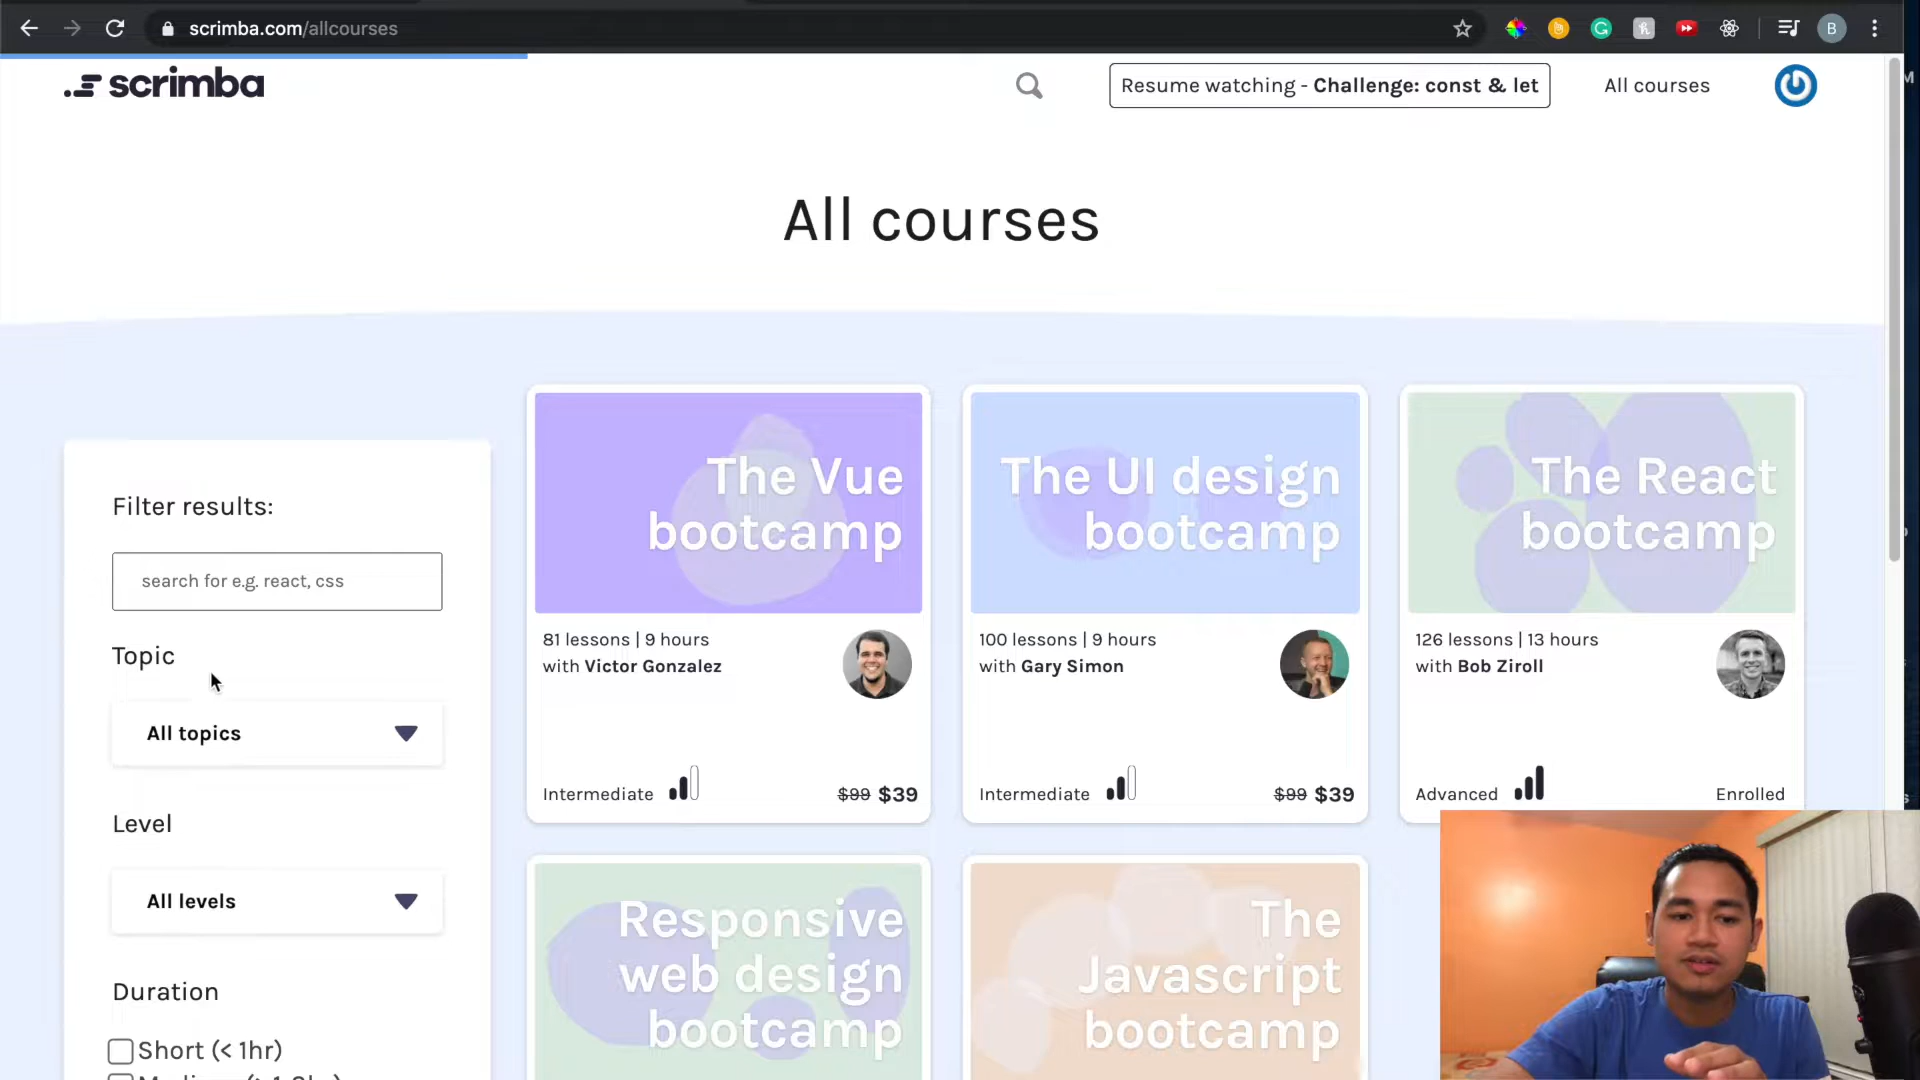 scrimba.com/allcourses
B
scrimba
Resume watching - Challenge: const & let
All courses
All courses
Filter results:
search for e.g. react, css
Topic
All topics
Level
All levels
Duration
Short (< 1hr)
The Vue
bootcamp
81 lessons | 9 hours
with Victor Gonzalez
Intermediate
$99 $39
The UI design
bootcamp
100 lessons | 9 hours
with Gary Simon
Intermediate
$99 $39
The React
bootcamp
126 lessons | 13 hours
with Bob Ziroll
Advanced
Enrolled
Responsive
web design
bootcamp
The
Javascript
bootcamp